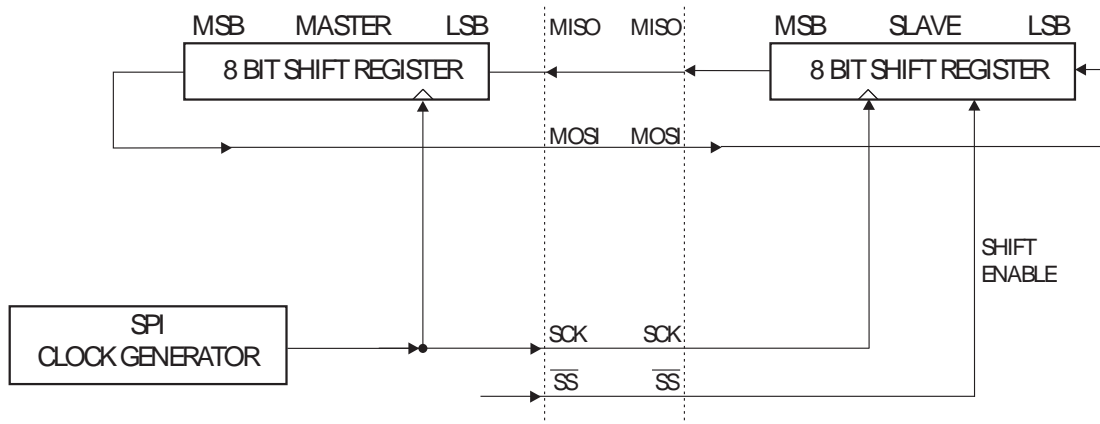 MSB MASTER LSB
MISO MISO
MSB SLAVE LSB
8 BIT SHIFT REGISTER
8 BIT SHIFT REGISTER
MOSI MOSI
SHIFT
ENABLE
SPI
CLOCK GENERATOR
SCK SCK
SS SS